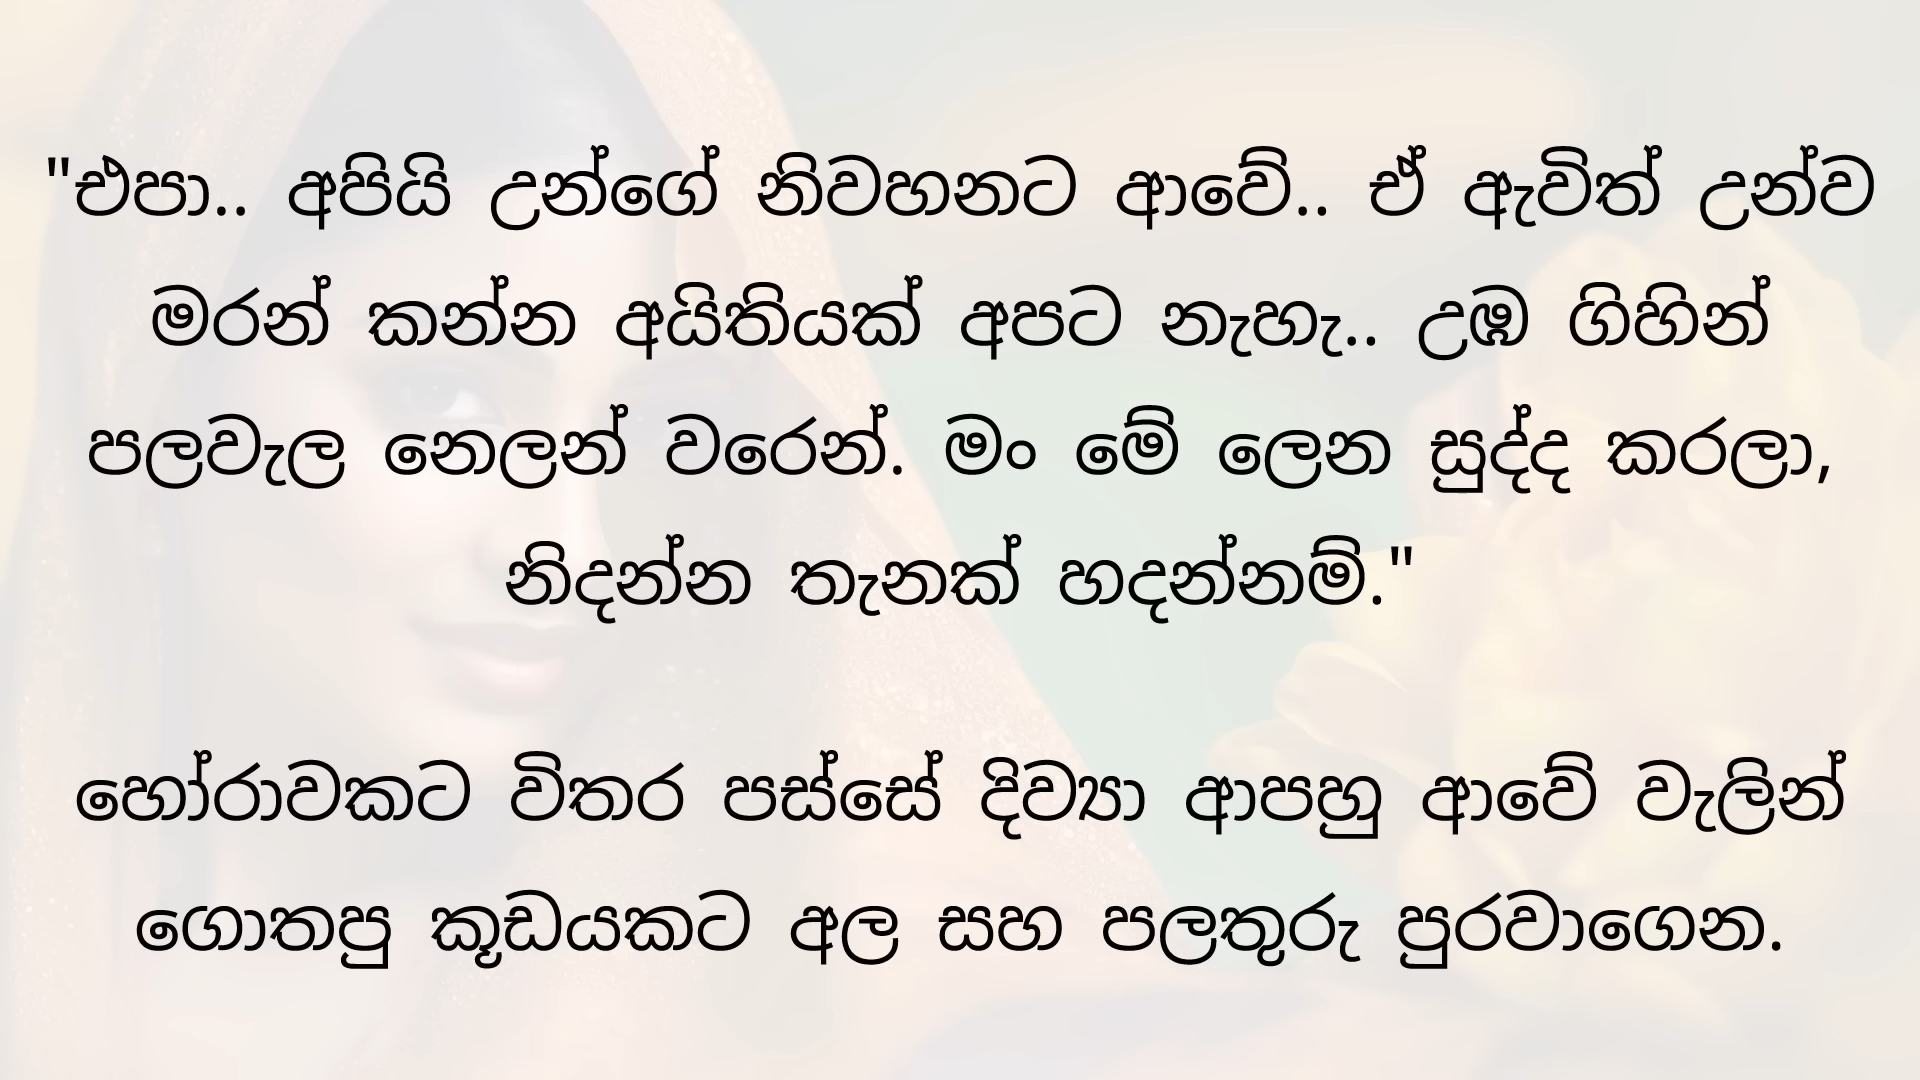 "එපා.. අපියි උන්ගේ නිවහනට ආවේ.. ඒ ඇවිත් උන්ව
මරන් කන්න අයිතියක් අපට නැහැ.. උඹ ගිහින්
පලවැල නෙලන් වරෙන්. මං මේ ලෙන සුද්ද කරලා,
නිදන්න තැනක් හදන්නම්."
හෝරාවකට විතර පස්සේ දිව්‍යා ආපහු ආවේ වැලින්
ගොතපු කූඩයකට අල සහ පලතුරු පුරවාගෙන.